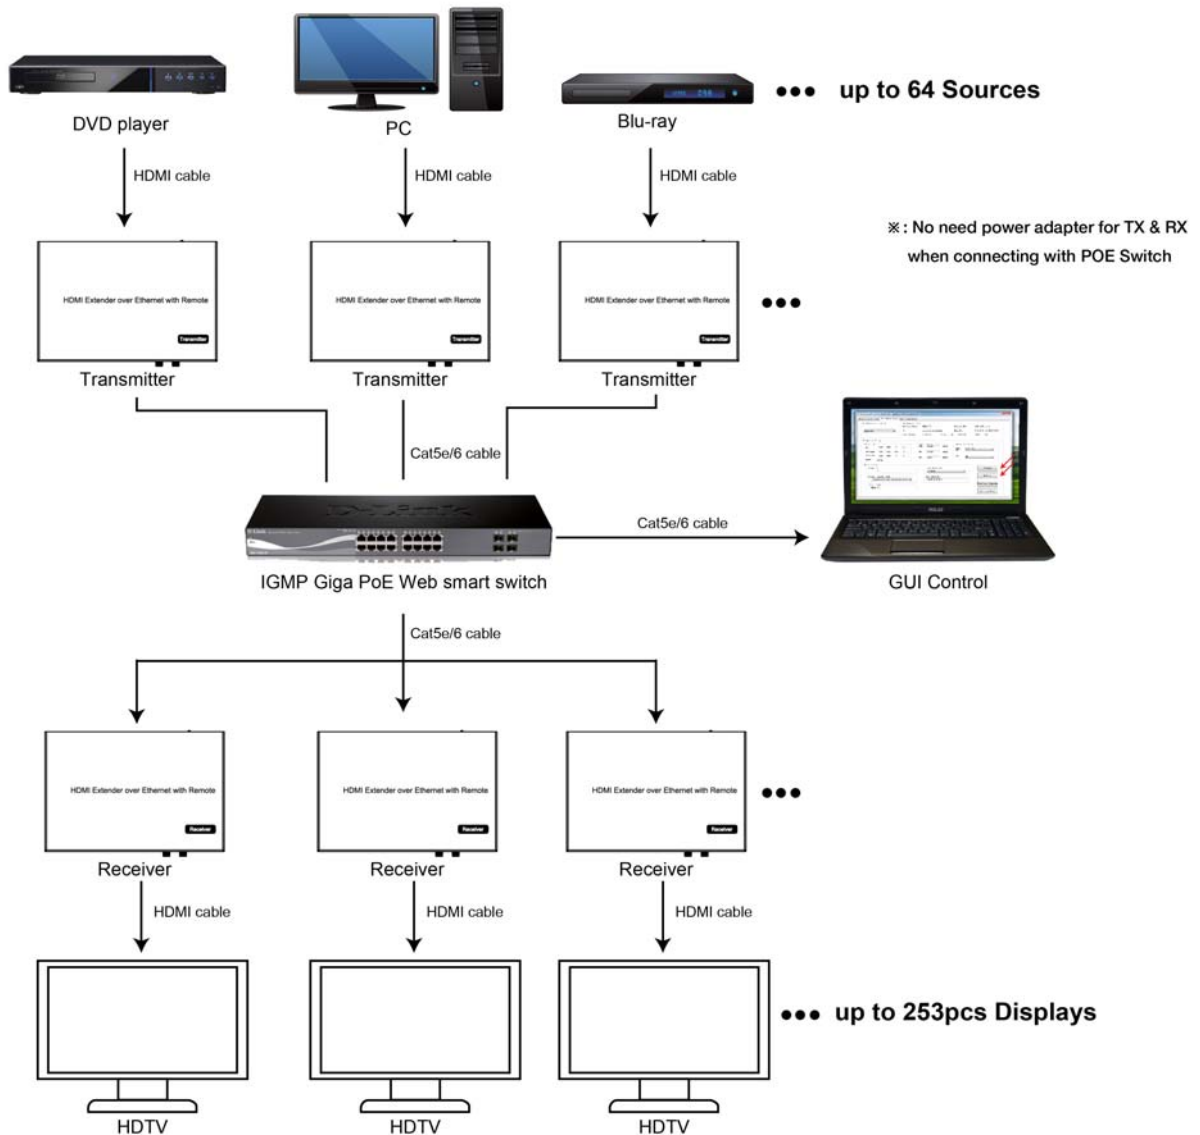 up to 64 Sources
DVD player
PC
Blu-ray
HDMI cable
HDMI cable
HDMI cable
※ : No need power adapter for TX & RX
when connecting with POE Switch
HDMI Extender over Ethernet with Remote
HDMI Extender over Ethernet with Remote
HDMI Extender over Ethernet with Remote
Transmitter
Transmitter
Transmitter
Transmitter
Transmitter
Transmitter
Cat5e/6 cable
D-Link
Cat5e/6 cable
IGMP Giga PoE Web smart switch
GUI Control
Cat5e/6 cable
HDMI Extender over Ethernet with Remote
HDMI Extender over Ethernet with Remote
HDMI Extender over Ethernet with Remote
Receiver
Receiver
Receiver
Receiver
Receiver
Receiver
HDMI cable
HDMI cable
HDMI cable
up to 253pcs Displays
HDTV
HDTV
HDTV